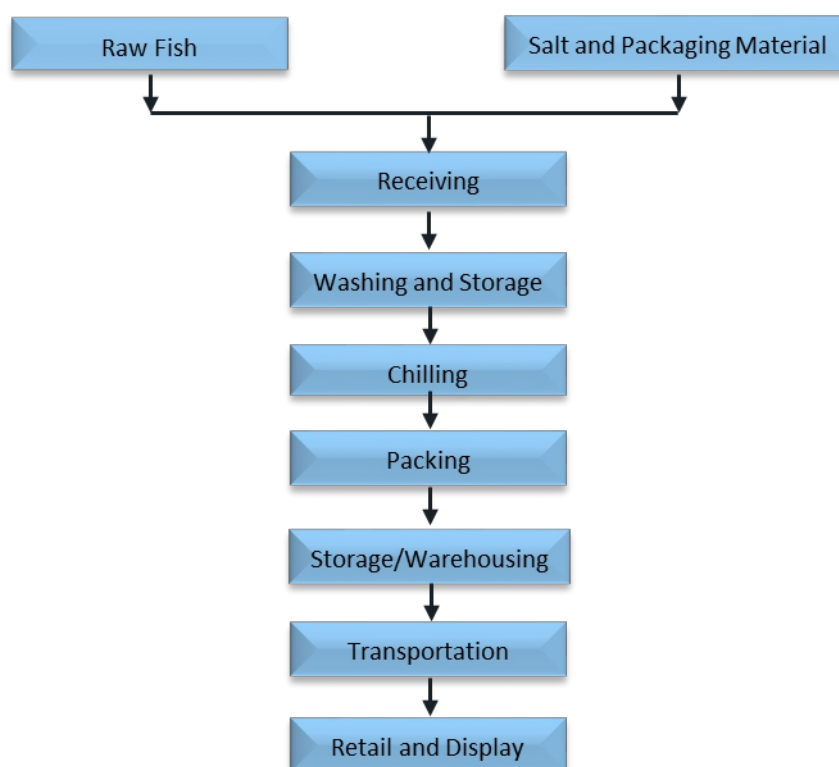 Raw Fish
Salt and Packaging Material
Receiving
Washing and Storage
Chilling
Packing
Storage/Warehousing
Transportation
Retail and Display